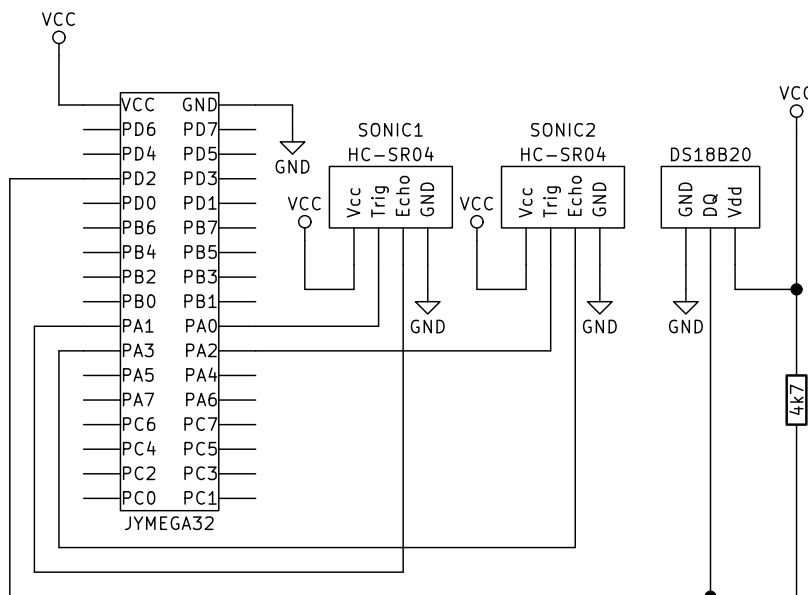 VCC
VCC GND
PD6 PD7
PD4 PD5
PD2 PD3
PD0 PD1
PB6 PB7
PB4 PB5
PB2 PB3
PB0 PB1
PA1 PA0
PA3 PA2
PA5 PA4
PA7 PA6
PC6 PC7
PC4 PC5
PC2 PC3
PC0 PC1
JYMEGA32
GND
SONIC1
HC-SR04
Vcc Trig Echo GND
VCC
GND
SONIC2
HC-SR04
Vcc Trig Echo GND
VCC
GND
DS18B20
GND DQ Vdd
GND
VCC
4k7